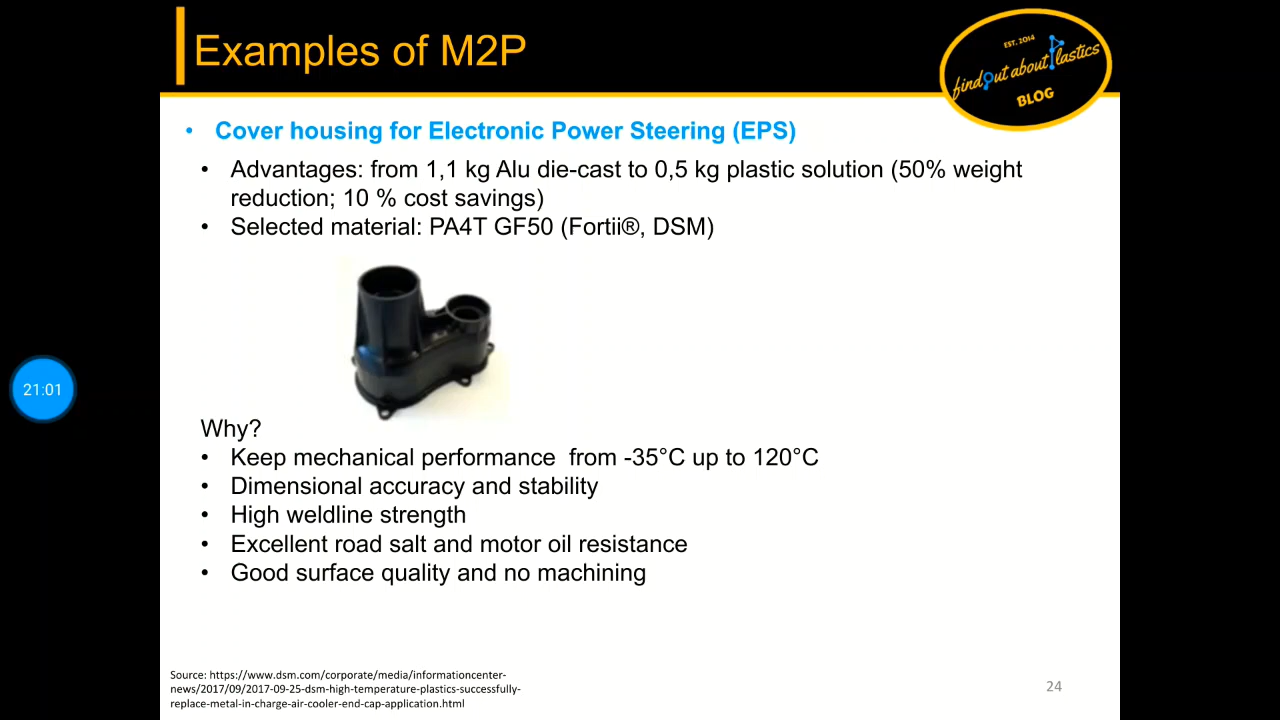 Examples of M2P
EST. 2014
findout about Plastics
BLOG
• Cover housing for Electronic Power Steering (EPS)
• Advantages: from 1,1 kg Alu die-cast to 0,5 kg plastic solution (50% weight
reduction; 10 % cost savings)
• Selected material: PA4T GF50 (Fortii®, DSM)
21:01
Why?
• Keep mechanical performance  from -35°C up to 120°C
• Dimensional accuracy and stability
• High weldline strength
• Excellent road salt and motor oil resistance
• Good surface quality and no machining
Source: https://www.dsm.com/corporate/media/informationcenter-
news/2017/09/2017-09-25-dsm-high-temperature-plastics-successfully-
replace-metal-in-charge-air-cooler-end-cap-application.html
24